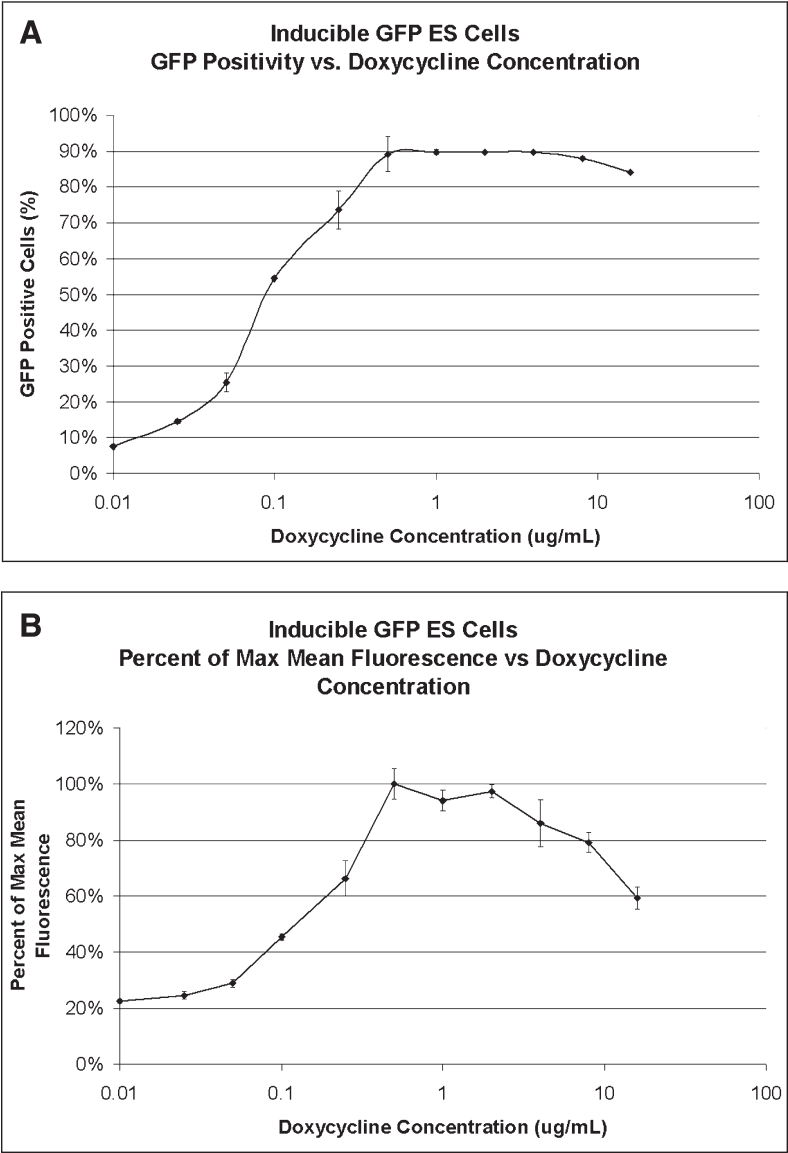 A
Inducible GFP ES Cells
GFP Positivity vs. Doxycycline Concentration
GFP Positive Cells (%)
100%
90%
80%
70%
60%
50%
40%
30%
20%
10%
0%
0.01 0.1 1 10 100
Doxycycline Concentration (ug/mL)
B
Inducible GFP ES Cells
Percent of Max Mean Fluorescence vs Doxycycline
Concentration
Percent of Max Mean
Fluorescence
120%
100%
80%
60%
40%
20%
0%
0.01 0.1 1 10 100
Doxycycline Concentration (ug/mL)